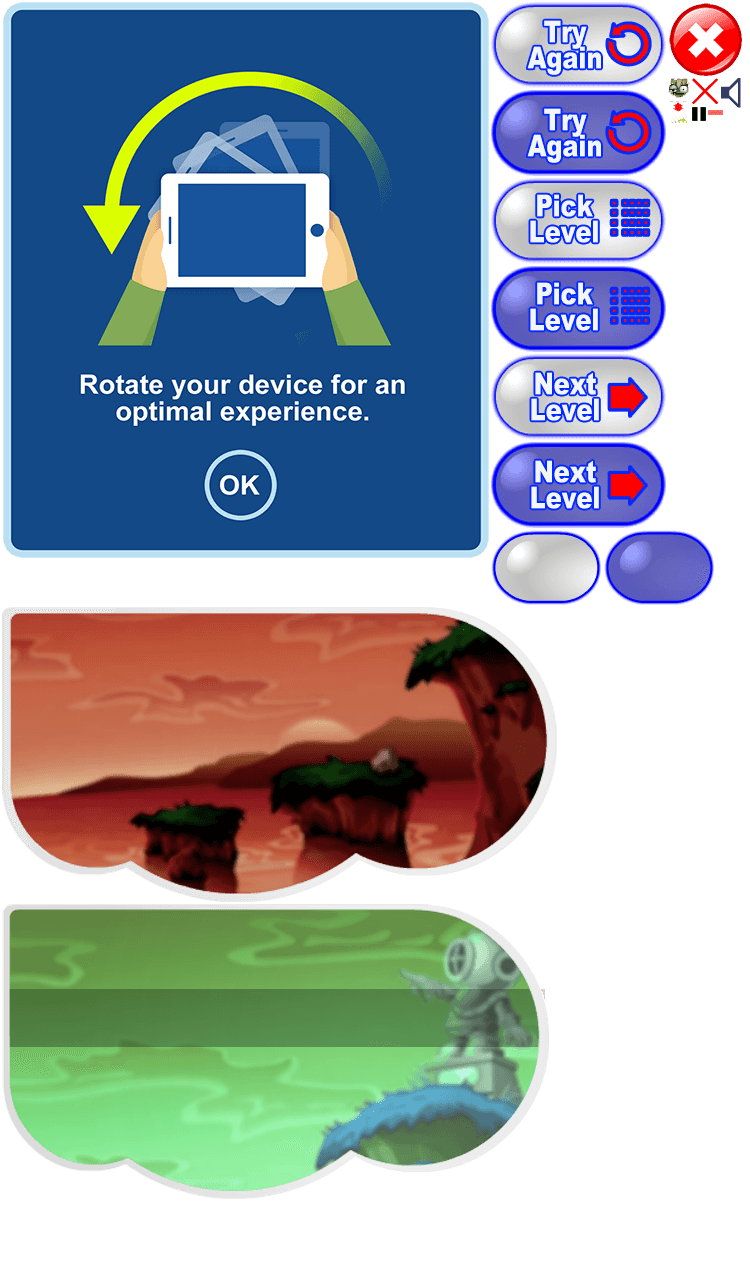 Rotate your device for an
optimal experience.
OK
Try
Again
Try
Again
Pick
Level
Pick
Level
Next
Level
Next
Level